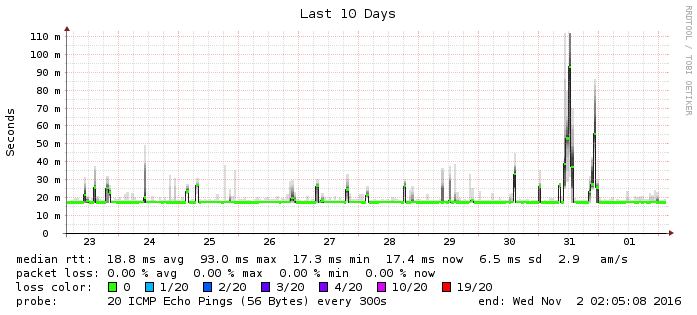 Last 10 Days
RRDTOOL / TOBI OETIKER
Seconds
110 m
100 m
90 m
80 m
70 m
60 m
50 m
40 m
30 m
20 m
10 m
0
23 24 25 26 27 28 29 30 31 01
median rtt: 18.8 ms avg 93.0 ms max 17.3 ms min 17.4 ms now 6.5 ms sd 2.9 am/s
packet loss: 0.00 % avg 0.00 % max 0.00 % min 0.00 % now
loss color: 0 1/20 2/20 3/20 4/20 10/20 19/20
probe: 20 ICMP Echo Pings (56 Bytes) every 300s end: Wed Nov 2 02:05:08 2016